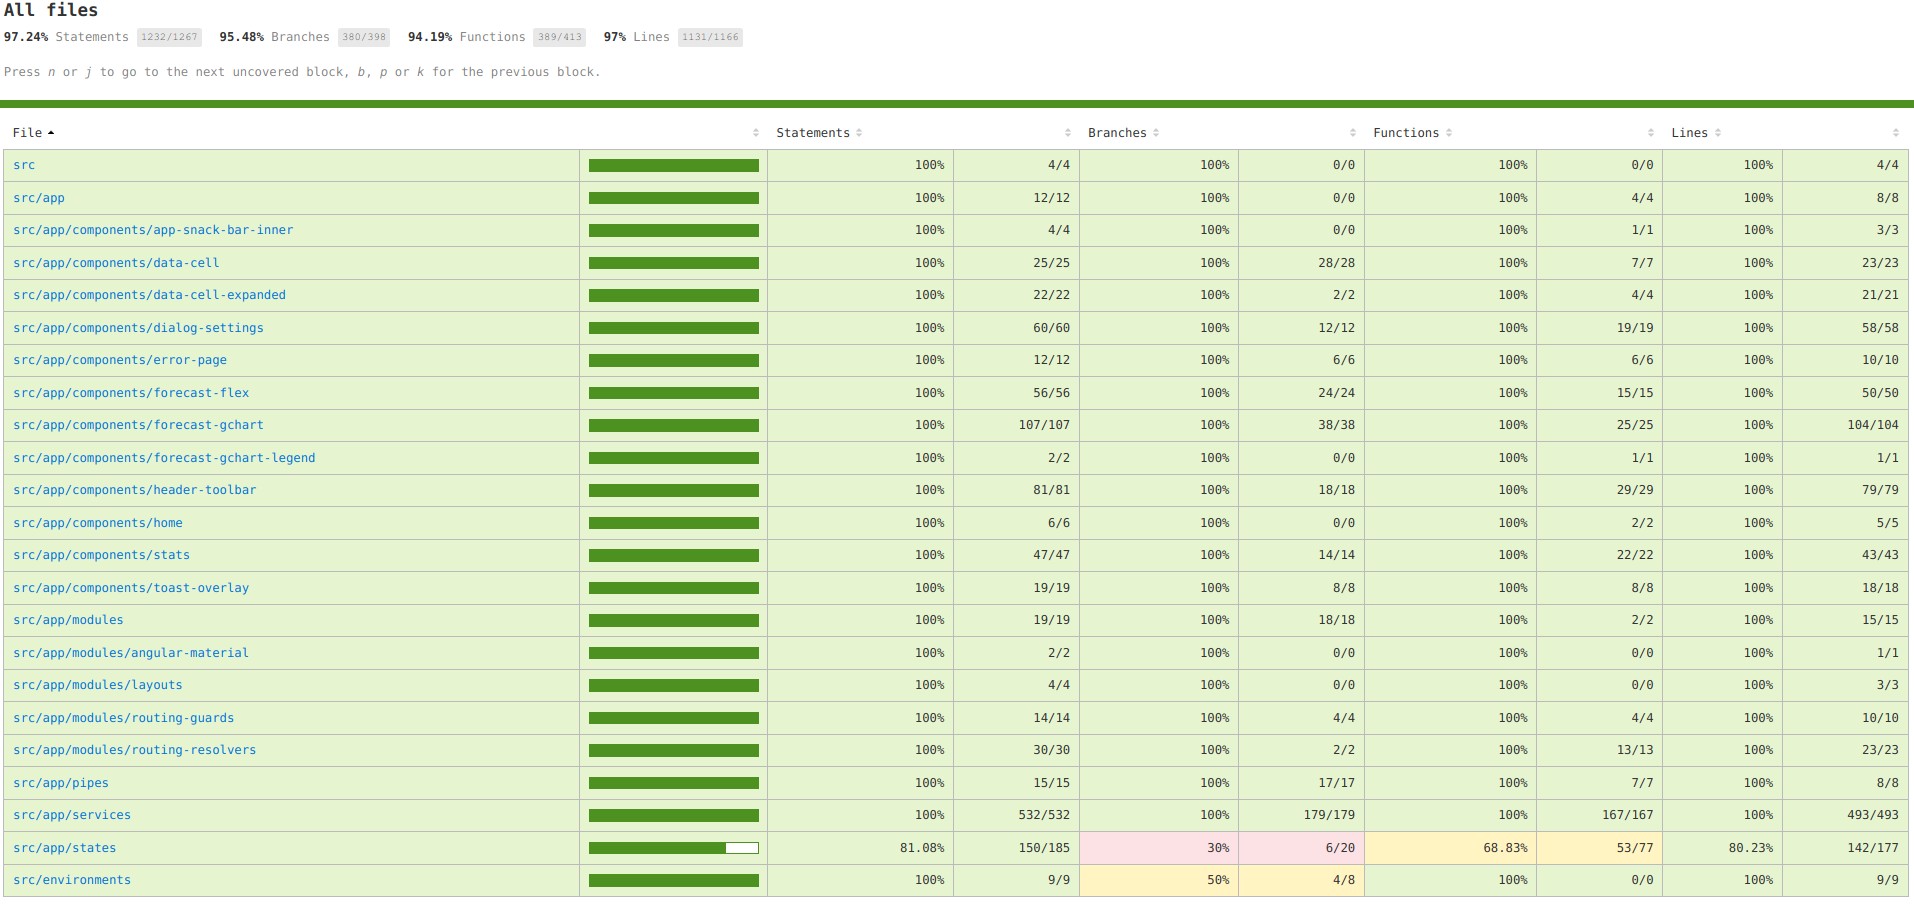 All files
97.24% Statements 1232/1267 95.48% Branches 380/398 94.19% Functions 389/413 97% Lines 1131/1166
Press n or j to go to the next uncovered block, b, p or k for the previous block.
File Statements Branches Functions Lines
src 100% 4/4 100% 0/0 100% 0/0 100% 4/4
src/app 100% 12/12 100% 0/0 100% 4/4 100% 8/8
src/app/components/app-snack-bar-inner 100% 4/4 100% 0/0 100% 1/1 100% 3/3
src/app/components/data-cell 100% 25/25 100% 28/28 100% 7/7 100% 23/23
src/app/components/data-cell-expanded 100% 22/22 100% 2/2 100% 4/4 100% 21/21
src/app/components/dialog-settings 100% 60/60 100% 12/12 100% 19/19 100% 58/58
src/app/components/error-page 100% 12/12 100% 6/6 100% 6/6 100% 10/10
src/app/components/forecast-flex 100% 56/56 100% 24/24 100% 15/15 100% 50/50
src/app/components/forecast-gchart 100% 107/107 100% 38/38 100% 25/25 100% 104/104
src/app/components/forecast-gchart-legend 100% 2/2 100% 0/0 100% 1/1 100% 1/1
src/app/components/header-toolbar 100% 81/81 100% 18/18 100% 29/29 100% 79/79
src/app/components/home 100% 6/6 100% 0/0 100% 2/2 100% 5/5
src/app/components/stats 100% 47/47 100% 14/14 100% 22/22 100% 43/43
src/app/components/toast-overlay 100% 19/19 100% 8/8 100% 8/8 100% 18/18
src/app/modules 100% 19/19 100% 18/18 100% 2/2 100% 15/15
src/app/modules/angular-material 100% 2/2 100% 0/0 100% 0/0 100% 1/1
src/app/modules/layouts 100% 4/4 100% 0/0 100% 0/0 100% 3/3
src/app/modules/routing-guards 100% 14/14 100% 4/4 100% 4/4 100% 10/10
src/app/modules/routing-resolvers 100% 30/30 100% 2/2 100% 13/13 100% 23/23
src/app/pipes 100% 15/15 100% 17/17 100% 7/7 100% 8/8
src/app/services 100% 532/532 100% 179/179 100% 167/167 100% 493/493
src/app/states 81.08% 150/185 30% 6/20 68.83% 53/77 80.23% 142/177
src/environments 100% 9/9 50% 4/8 100% 0/0 100% 9/9